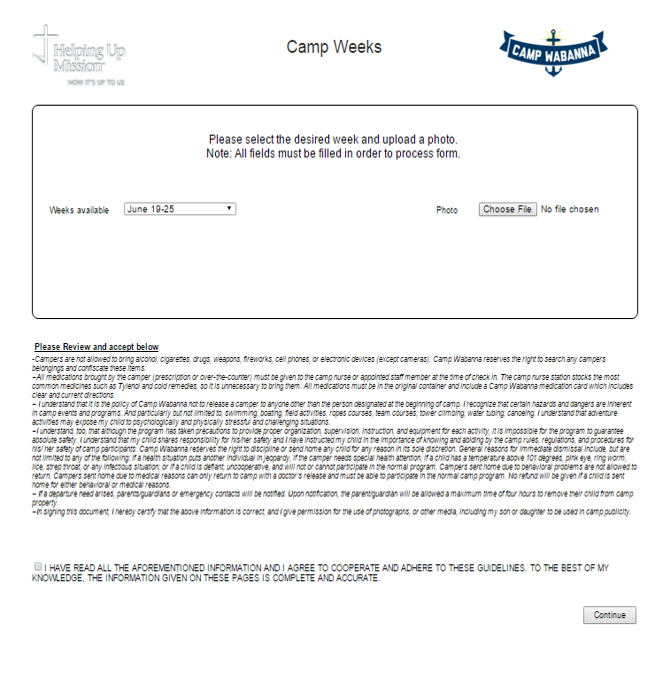 Helping Up
Mission
NOW IT'S UP TO US
Camp Weeks
CAMP WABANNA
Please select the desired week and upload a photo.
Note: All fields must be filled in order to process form.
Weeks available
June 19-25
Photo
Choose File No file chosen
Please Review and accept below
-Campers are not allowed to bring alcohol, cigarettes, drugs, weapons, fireworks, cell phones, or electronic devices (except cameras). Camp Wabanna reserves the right to search any campers
belongings and confiscate these items.
~All medications brought by the camper (prescription or over-the-counter) must be given to the camp nurse or appointed staff member at the time of check in. The camp nurse station stocks the most
common medicines such as Tylenol and cold remedies, so it is unnecessary to bring them. All medications must be in the original container and include a Camp Wabanna medication card which includes
clear and current directions.
~ I understand that it is the policy of Camp Wabanna not to release a camper to anyone other than the person designated at the beginning of camp. I recognize that certain hazards and dangers are inherent
in camp events and programs. And particularly but not limited to, swimming, boating, field activities, ropes courses, team courses, tower climbing, water tubing, canoeing. I understand that adventure
activities may expose my child to psychologically and physically stressful and challenging situations.
~I understand, too, that although the program has taken precautions to provide proper organization, supervision, instruction, and equipment for each activity, it is impossible for the program to guarantee
absolute safety. I understand that my child shares responsibility for his/her safety and I have instructed my child in the importance of knowing and abiding by the camp rules, regulations, and procedures for
his/ her safety of camp participants. Camp Wabanna reserves the right to discipline or send home any child for any reason in its sole discretion. General reasons for immediate dismissal include, but are
not limited to any of the following: if a health situation puts another individual in jeopardy, if the camper needs special health attention, if a child has a temperature above 101 degrees, pink eye, ring worm,
lice, strep throat, or any infectious situation; or if a child is defiant, uncooperative, and will not or cannot participate in the normal program. Campers sent home due to behavioral problems are not allowed to
return. Campers sent home due to medical reasons can only return to camp with a doctor's release and must be able to participate in the normal camp program. No refund will be given if a child is sent
home for either behavioral or medical reasons.
~ If a departure need arises, parents/guardians or emergency contacts will be notified. Upon notification, the parent/guardian will be allowed a maximum time of four hours to remove their child from camp
property.
~In signing this document, I hereby certify that the above information is correct, and I give permission for the use of photographs, or other media, including my son or daughter to be used in camp publicity.
I HAVE READ ALL THE AFOREMENTIONED INFORMATION AND I AGREE TO COOPERATE AND ADHERE TO THESE GUIDELINES. TO THE BEST OF MY
KNOWLEDGE, THE INFORMATION GIVEN ON THESE PAGES IS COMPLETE AND ACCURATE.
Continue